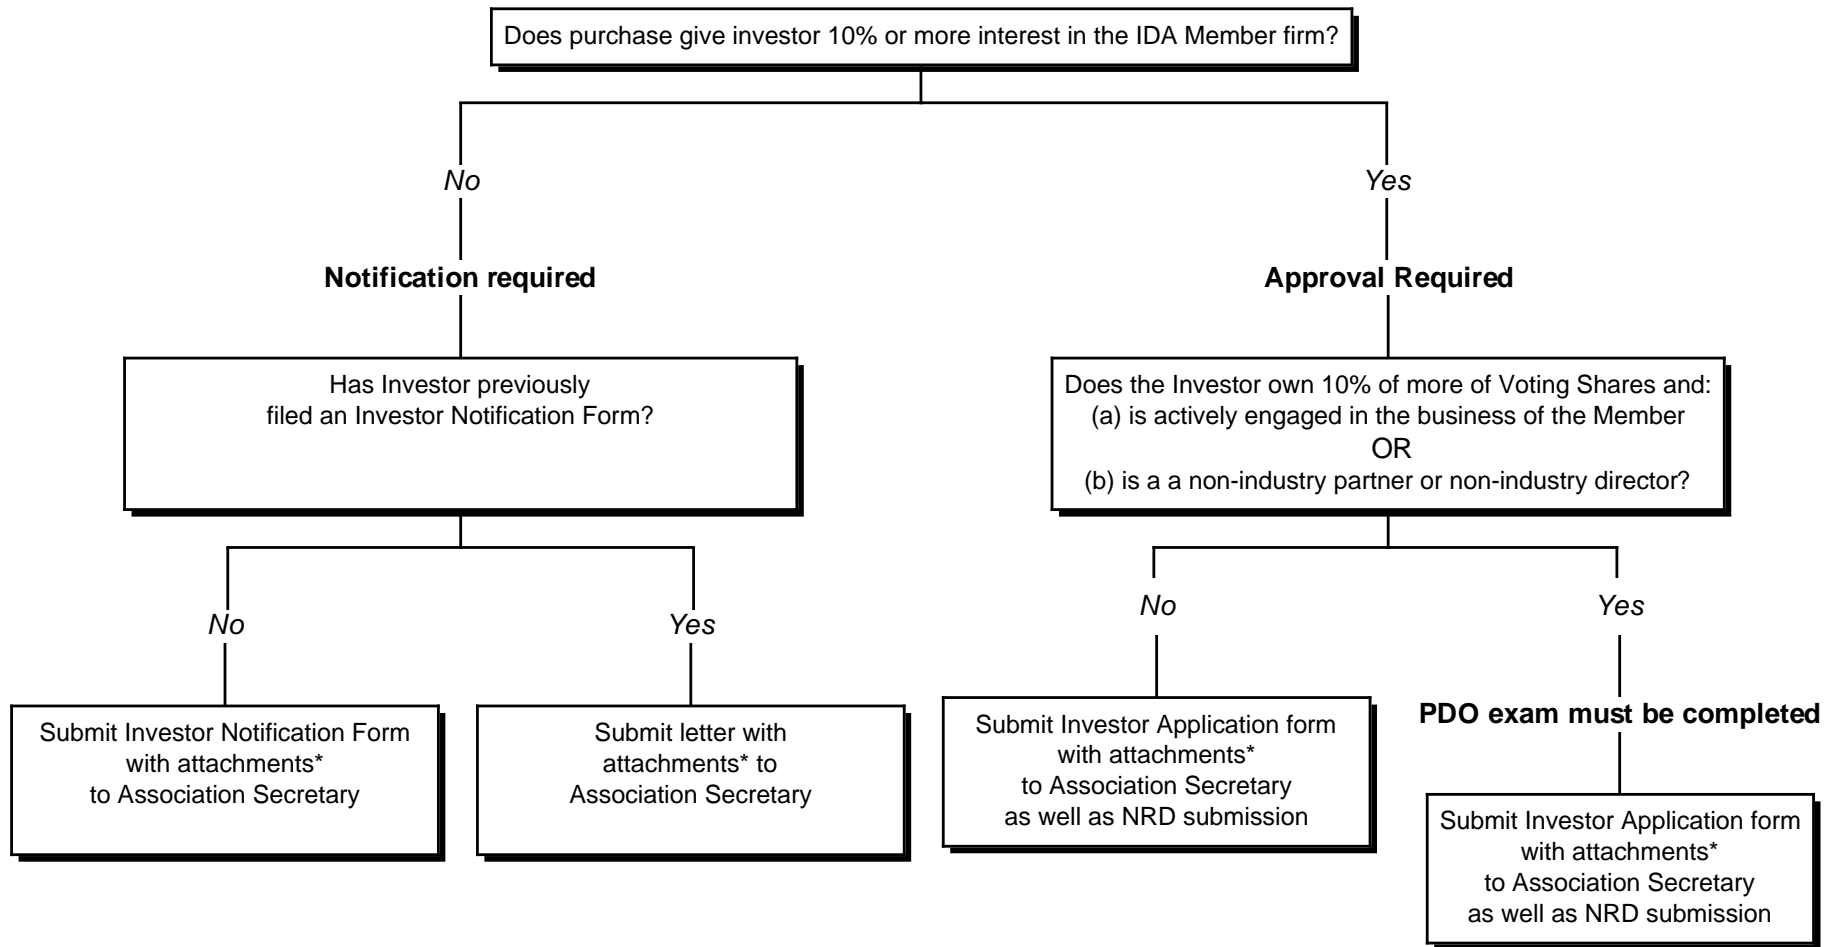 Does purchase give investor 10% or more interest in the IDA Member firm?
No
Yes
Notification required
Approval Required
Has Investor previously
filed an Investor Notification Form?
Does the Investor own 10% of more of Voting Shares and:
(a) is actively engaged in the business of the Member
OR
(b) is a a non-industry partner or non-industry director?
No
Yes
No
Yes
Submit Investor Notification Form
with attachments*
to Association Secretary
Submit letter with
attachments* to
Association Secretary
Submit Investor Application form
with attachments*
to Association Secretary
as well as NRD submission
PDO exam must be completed
Submit Investor Application form
with attachments*
to Association Secretary
as well as NRD submission